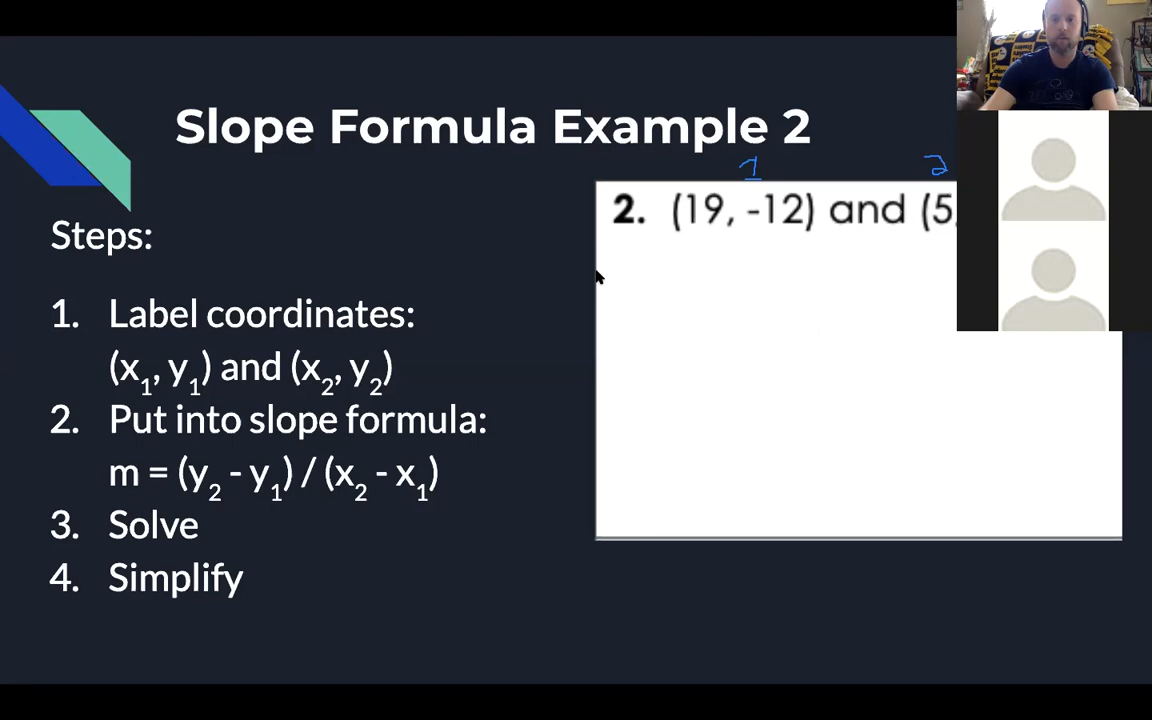 Slope Formula Example 2
1 2
2. (19, -12) and (5,
Steps:
1. Label coordinates:
(x₁, y₁) and (x₂, y₂)
2. Put into slope formula:
m = (y₂ - y₁) / (x₂ - x₁)
3. Solve
4. Simplify